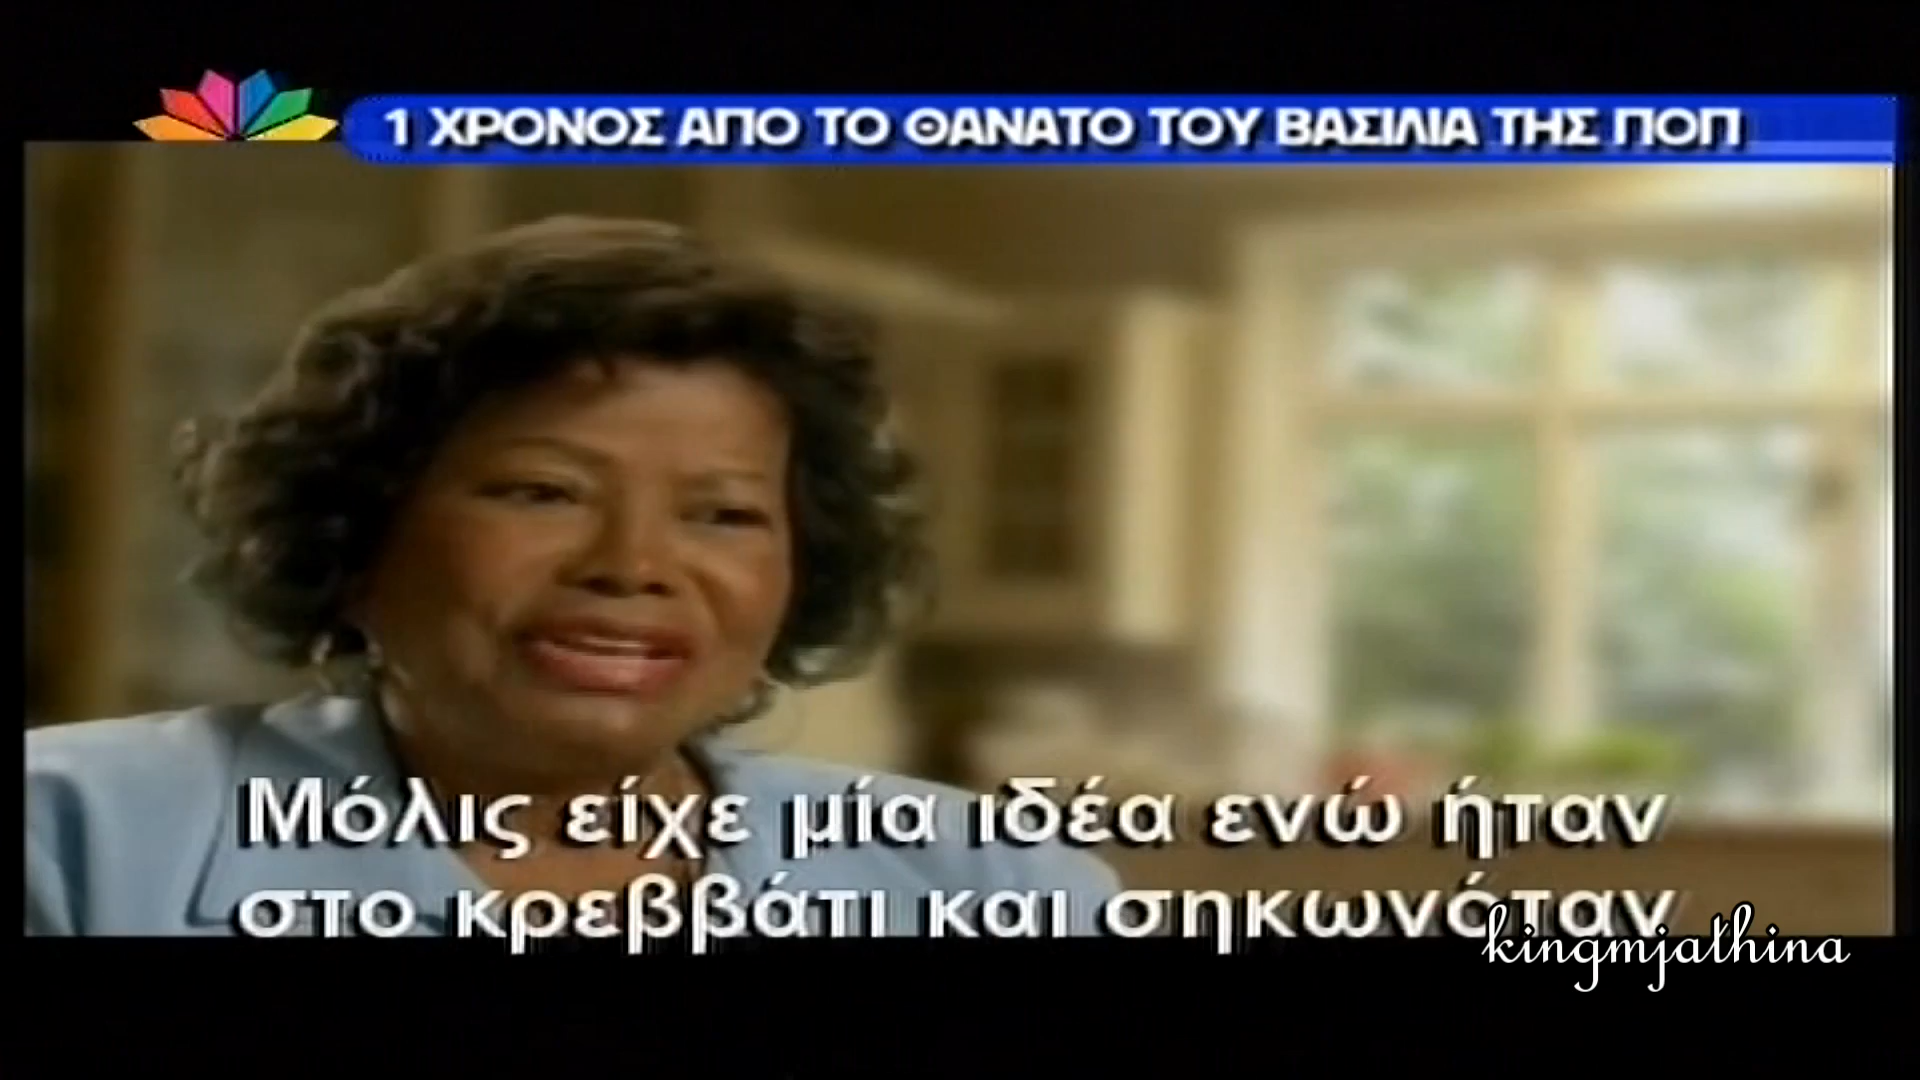 1 ΧΡΟΝΟΣ ΑΠΟ ΤΟ ΘΑΝΑΤΟ ΤΟΥ ΒΑΣΙΛΙΑ ΤΗΣ ΠΟΠ
Μόλις είχε μία ιδέα ενώ ήταν
στο κρεββάτι και σηκωνόταν
kingmjathina